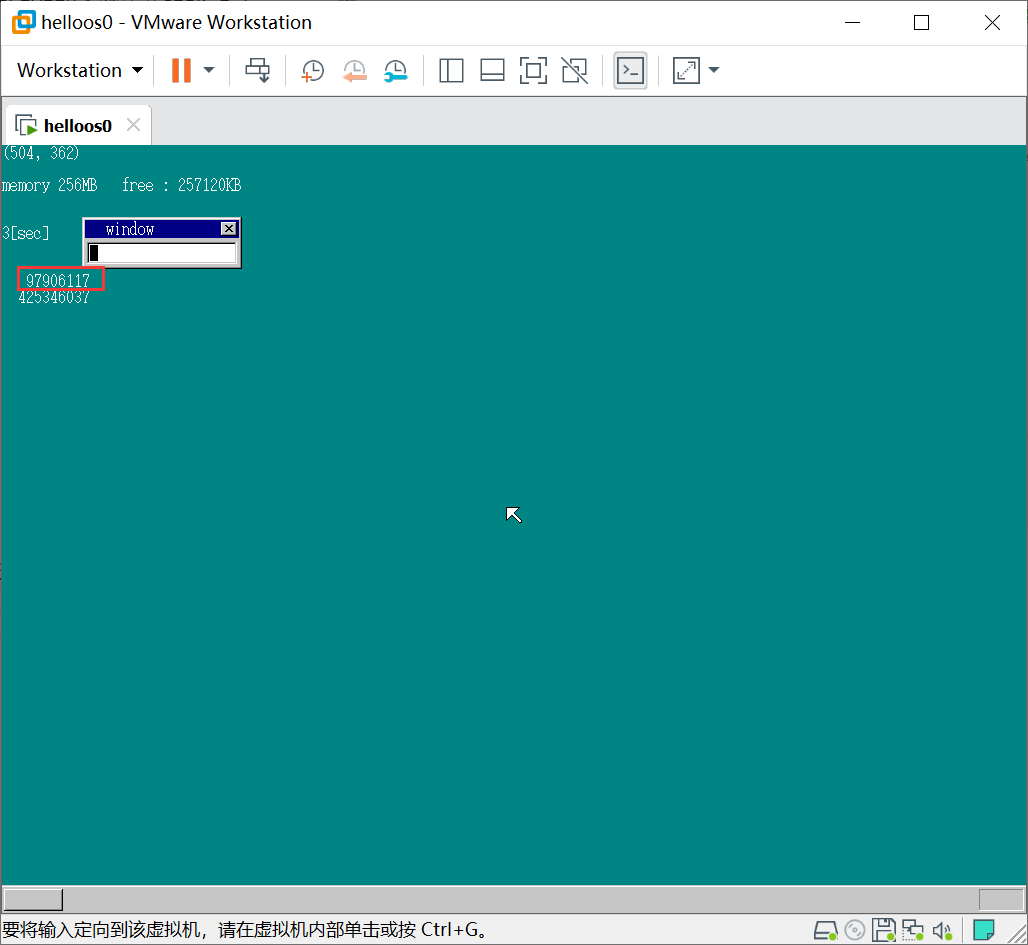 helloos0 - VMware Workstation
Workstation
helloos0
(504, 362)
memory 256MB   free : 257120KB
window
3[sec]
97906117
425346037
要将输入定向到该虚拟机，请在虚拟机内部单击或按 Ctrl+G。